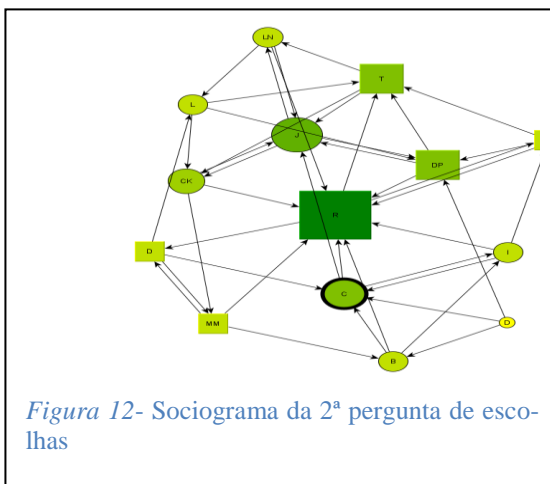 LN
T
L
J
DP
CK
R
D
I
C
MM
D
B
Figura 12- Sociograma da 2ª pergunta de esco-
lhas